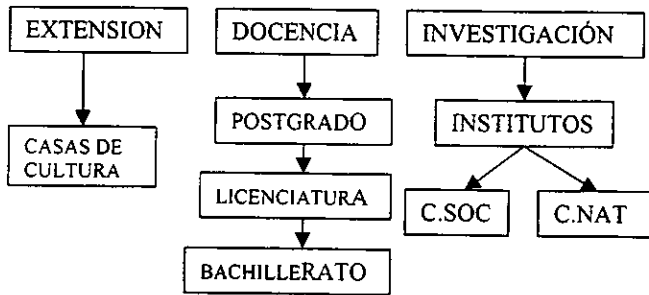 EXTENSION
DOCENCIA
INVESTIGACIÓN
CASAS DE
CULTURA
POSTGRADO
LICENCIATURA
BACHILLERATO
INSTITUTOS
C.SOC
C.NAT